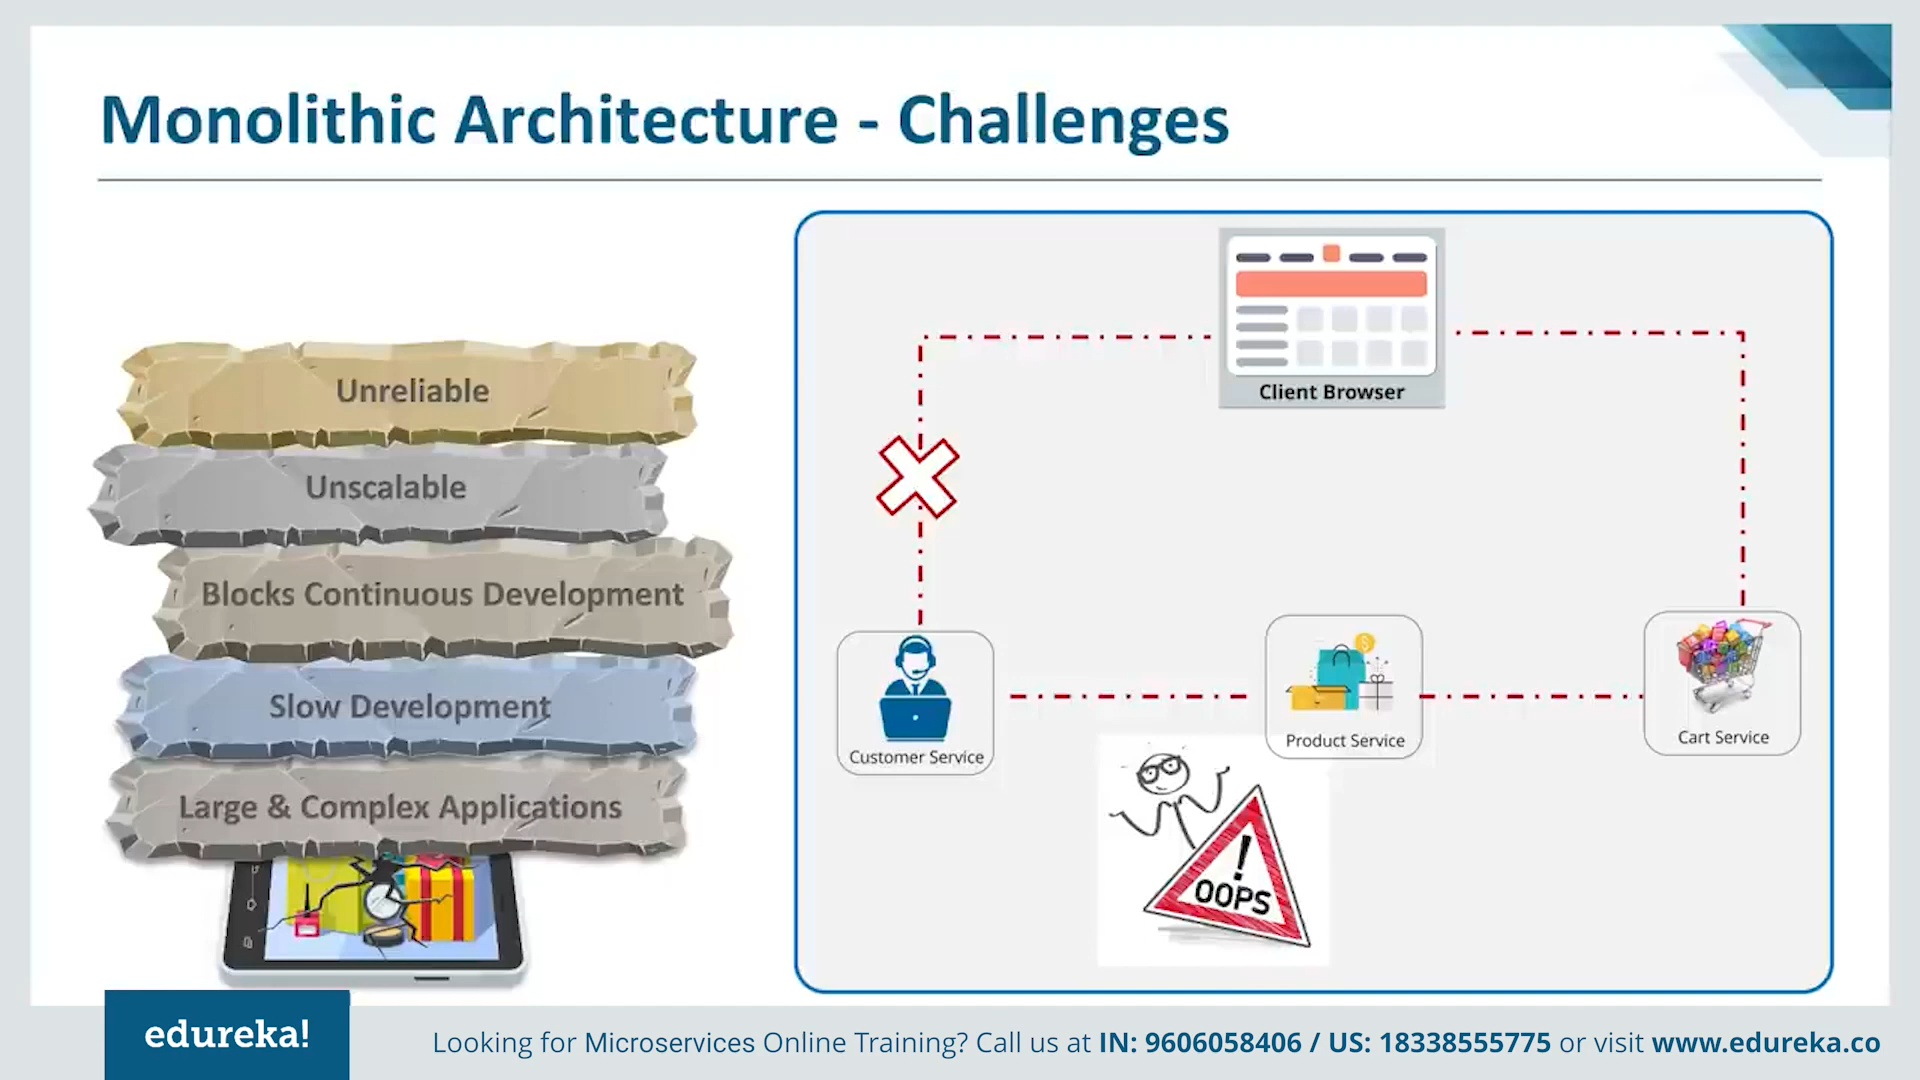 Monolithic Architecture - Challenges
Unreliable
Unscalable
Blocks Continuous Development
Slow Development
Large & Complex Applications
Client Browser
Customer Service
Product Service
Cart Service
!
OOPS
edureka!
Looking for Microservices Online Training? Call us at IN: 9606058406 / US: 18338555775 or visit www.edureka.co